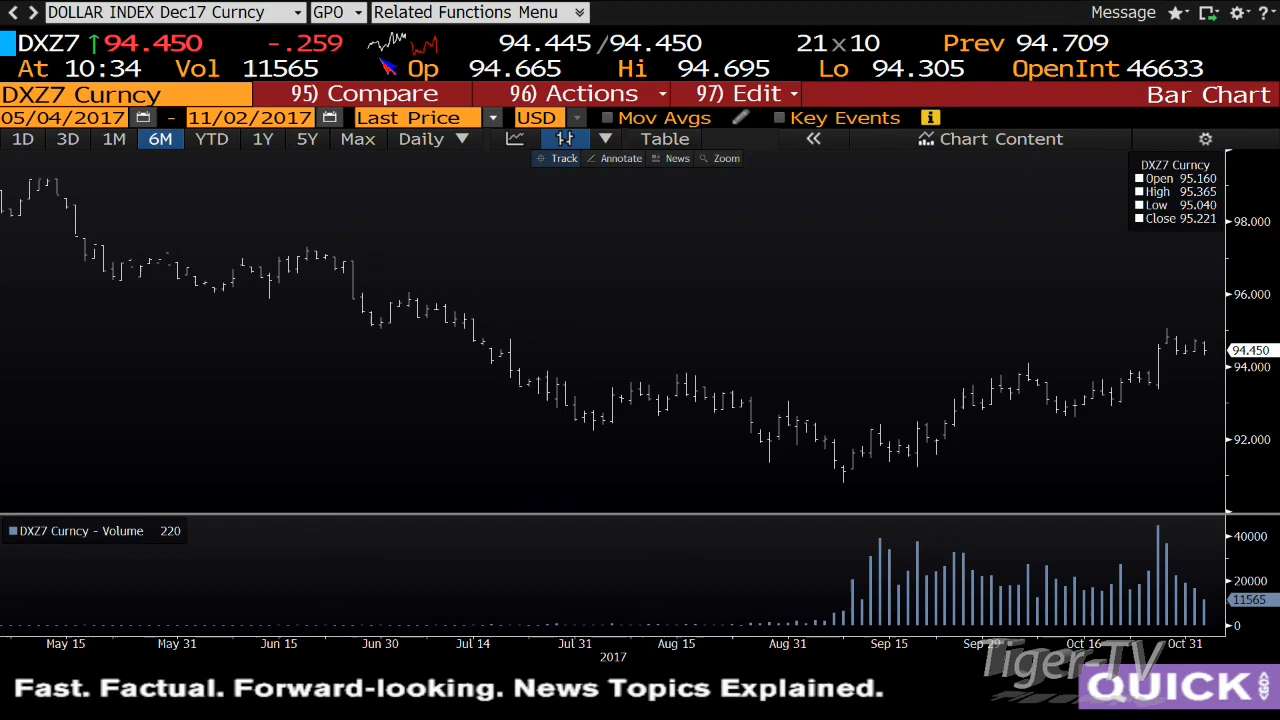 DOLLAR INDEX Dec17 Curncy GPO Related Functions Menu Message
DXZ7 ↑94.450 -.259 94.445/94.450 21x10 Prev 94.709
At 10:34 Vol 11565 Op 94.665 Hi 94.695 Lo 94.305 OpenInt 46633
DXZ7 Curncy 95) Compare 96) Actions 97) Edit Bar Chart
05/04/2017 - 11/02/2017 Last Price USD Mov Avgs Key Events
1D 3D 1M 6M YTD 1Y 5Y Max Daily ▼ Table « Chart Content
Track Annotate News Zoom
DXZ7 Curncy
Open 95.160
High 95.365
Low 95.040
Close 95.221
98.000
96.000
94.450
94.000
92.000
DXZ7 Curncy - Volume 220
40000
20000
11565
0
May 15 May 31 Jun 15 Jun 30 Jul 14 Jul 31 Aug 15 Aug 31 Sep 15 Sep 29 Oct 16 Oct 31
2017
Tiger-TV
Fast. Factual. Forward-looking. News Topics Explained.
QUICK